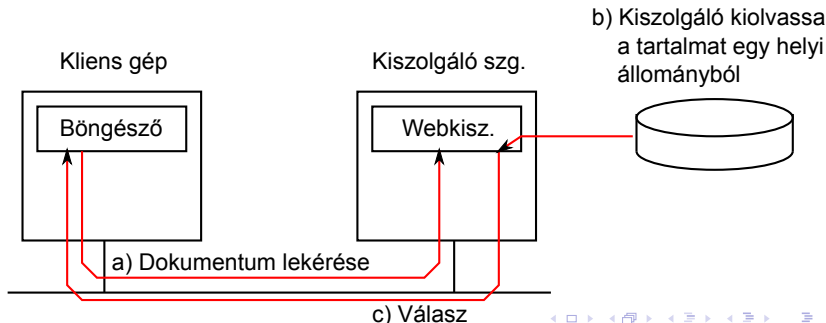 b) Kiszolgáló kiolvassa
a tartalmat egy helyi
állományból
Kliens gép
Kiszolgáló szg.
Böngésző
Webkisz.
a) Dokumentum lekérése
c) Válasz